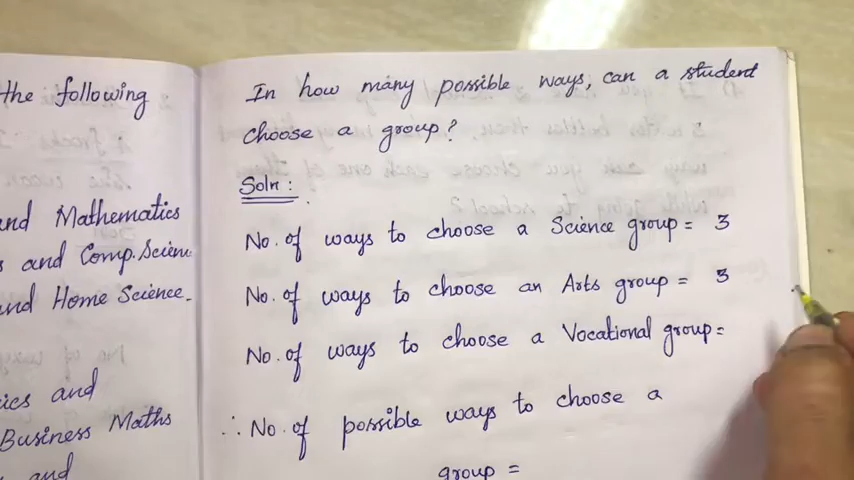 the following
nd Mathematics
s and Comp. Scien
nd Home Science.
ics and
Business Maths
and
In how many possible ways, can a student
choose a group?
Soln:
No. of ways to choose a Science group = 3
No. of ways to choose an Arts group = 3
No. of ways to choose a Vocational group =
∴ No. of possible ways to choose a
group =